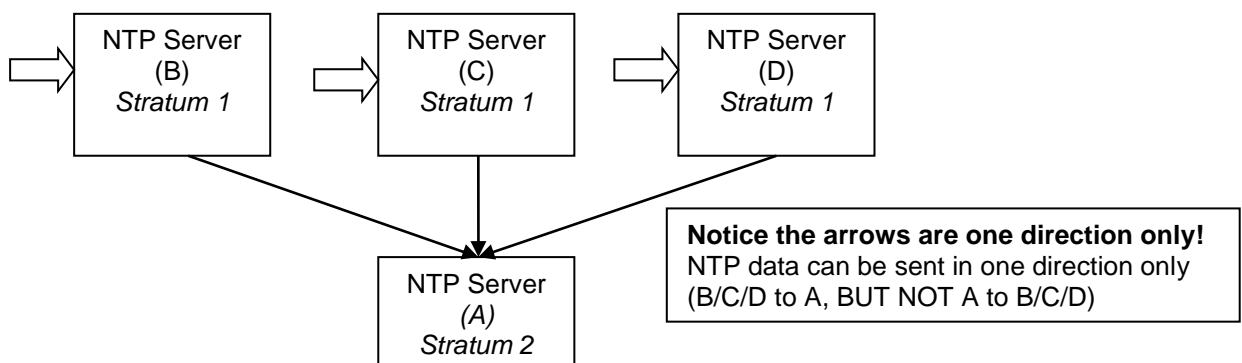 NTP Server
(B)
Stratum 1
NTP Server
(C)
Stratum 1
NTP Server
(D)
Stratum 1
Notice the arrows are one direction only!
NTP data can be sent in one direction only
(B/C/D to A, BUT NOT A to B/C/D)
NTP Server
(A)
Stratum 2